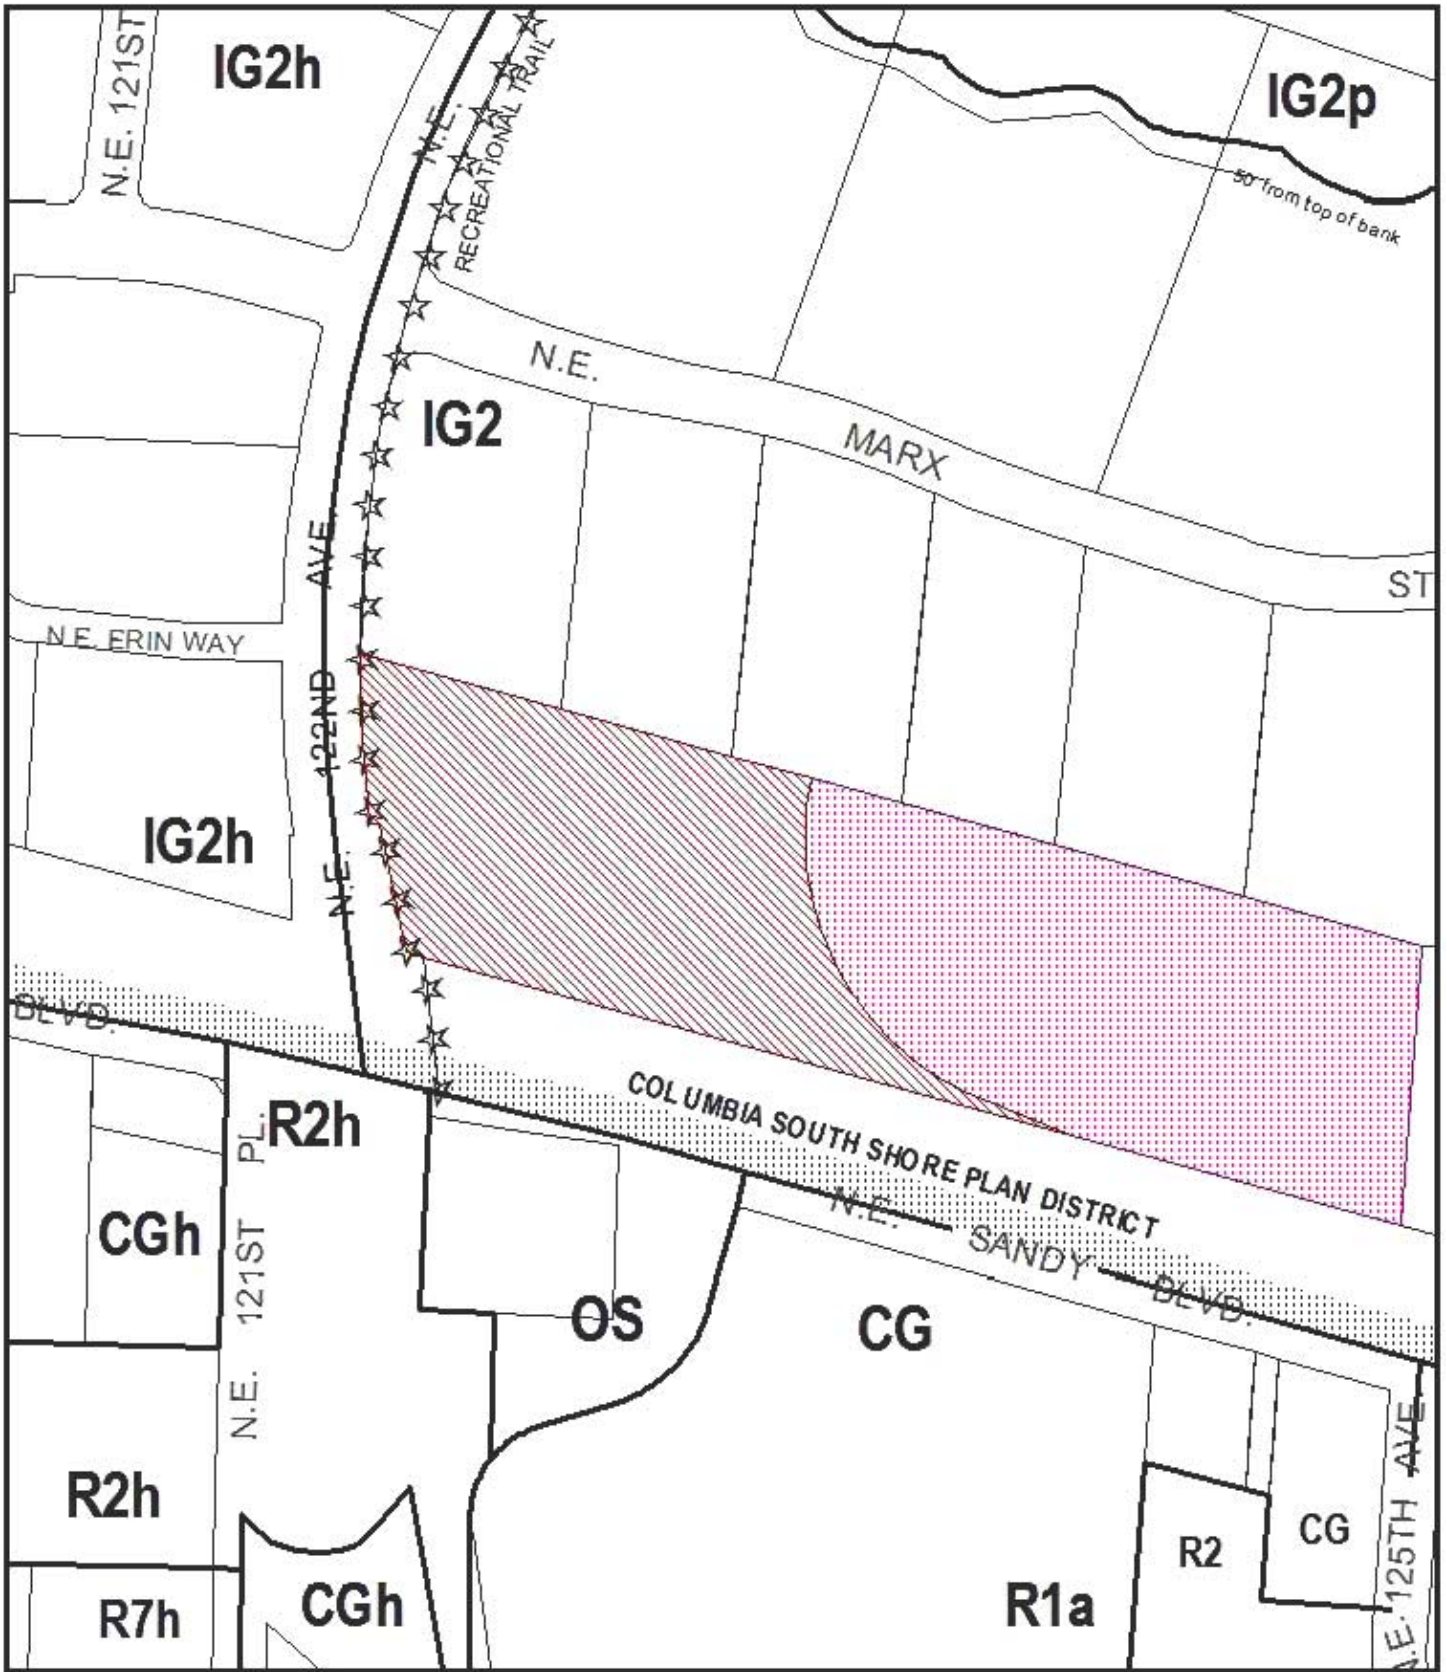 N.E. 121ST
IG2h
N.E.
RECREATIONAL TRAIL
IG2p
50' from top of bank
N.E.
MARX
ST
IG2
AVE
122ND
N.E.
N.E. ERIN WAY
IG2h
BLVD.
COLUMBIA SOUTH SHORE PLAN DISTRICT
N.E.
SANDY
BLVD.
R2h
CGh
N.E. 121ST PL.
OS
CG
R2h
R7h
CGh
R1a
R2
CG
N.E. 125TH AVE